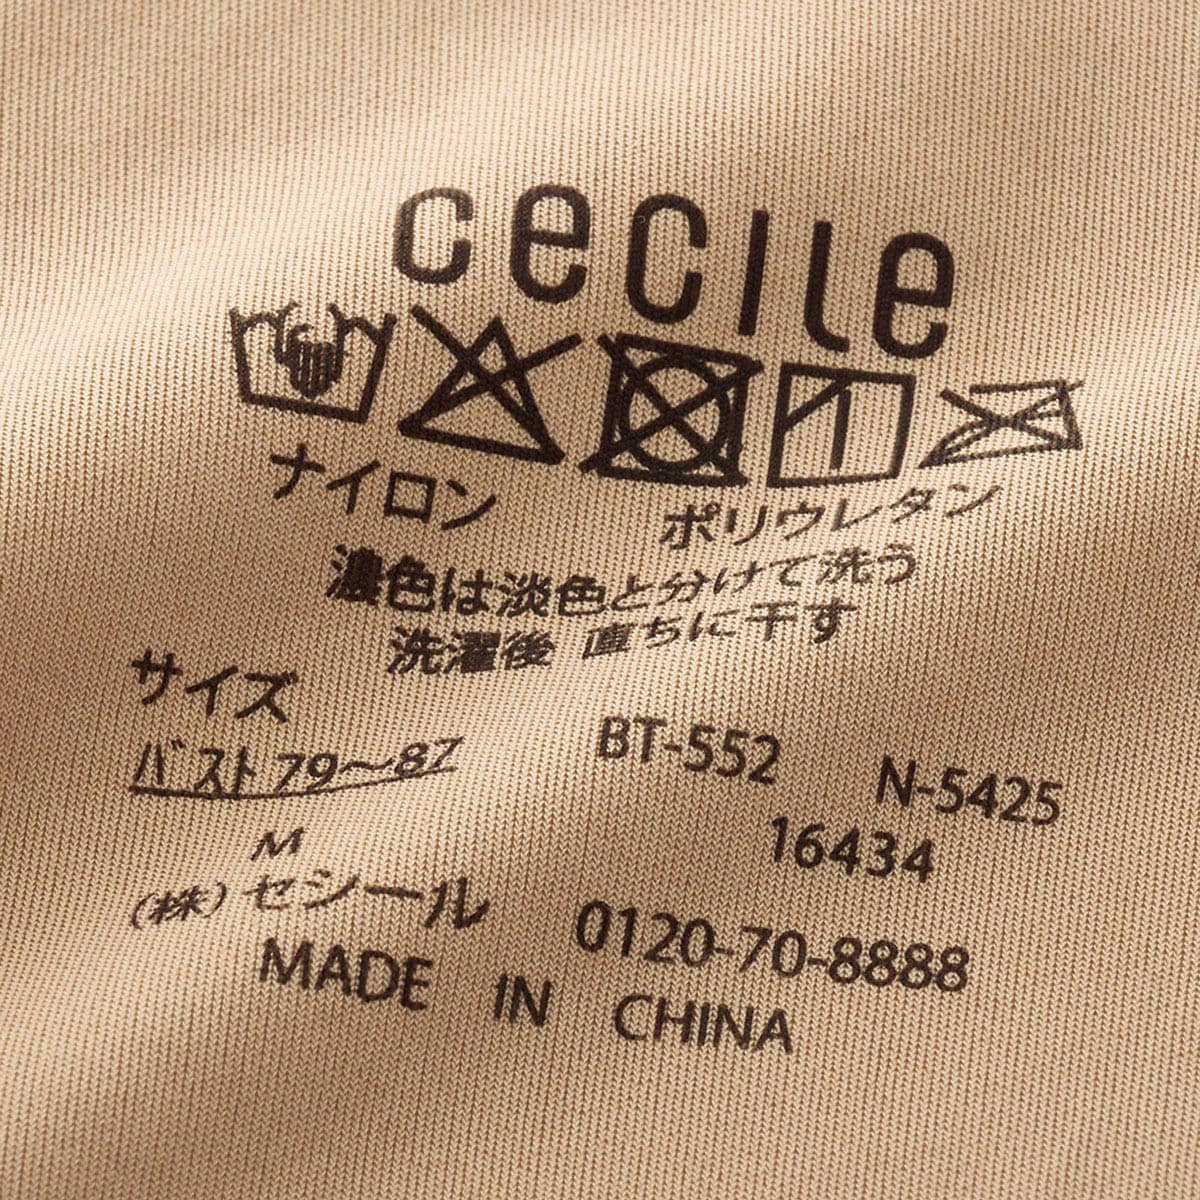 cecile
ナイロン ポリウレタン
濃色は淡色と分けて洗う
洗濯後 直ちに干す
サイズ
バスト79〜87 BT-552 N-5425
M 16434
(株)セシール 0120-70-8888
MADE IN CHINA